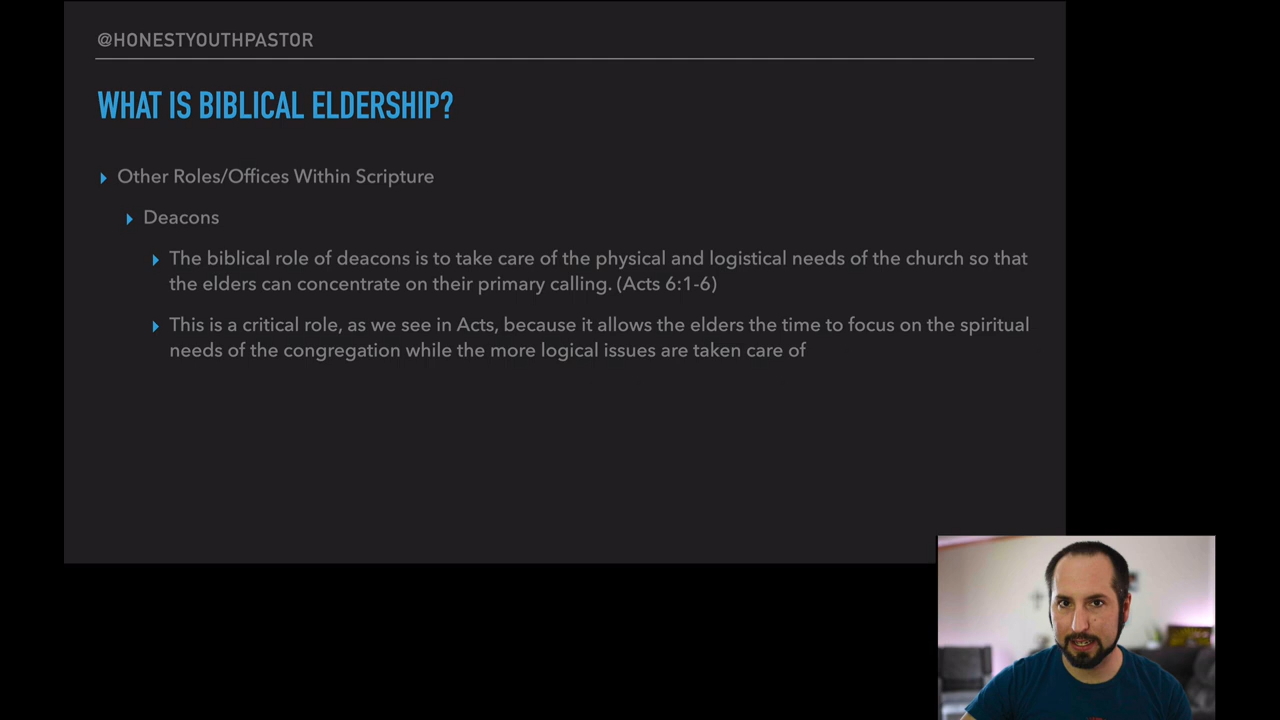 @HONESTYOUTHPASTOR
WHAT IS BIBLICAL ELDERSHIP?
Other Roles/Offices Within Scripture
Deacons
The biblical role of deacons is to take care of the physical and logistical needs of the church so that
the elders can concentrate on their primary calling. (Acts 6:1-6)
This is a critical role, as we see in Acts, because it allows the elders the time to focus on the spiritual
needs of the congregation while the more logical issues are taken care of